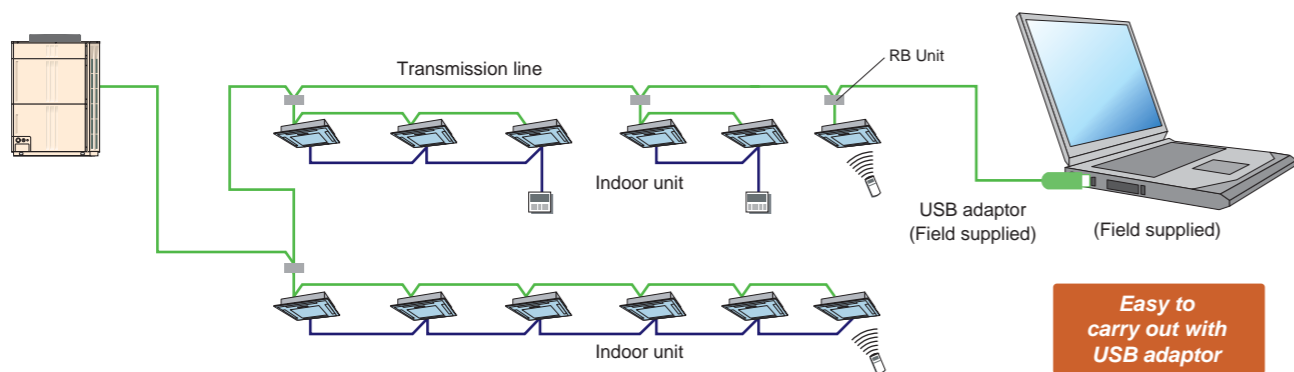 RB Unit
Transmission line
Indoor unit
USB adaptor
(Field supplied)
(Field supplied)
Easy to
carry out with
USB adaptor
Indoor unit